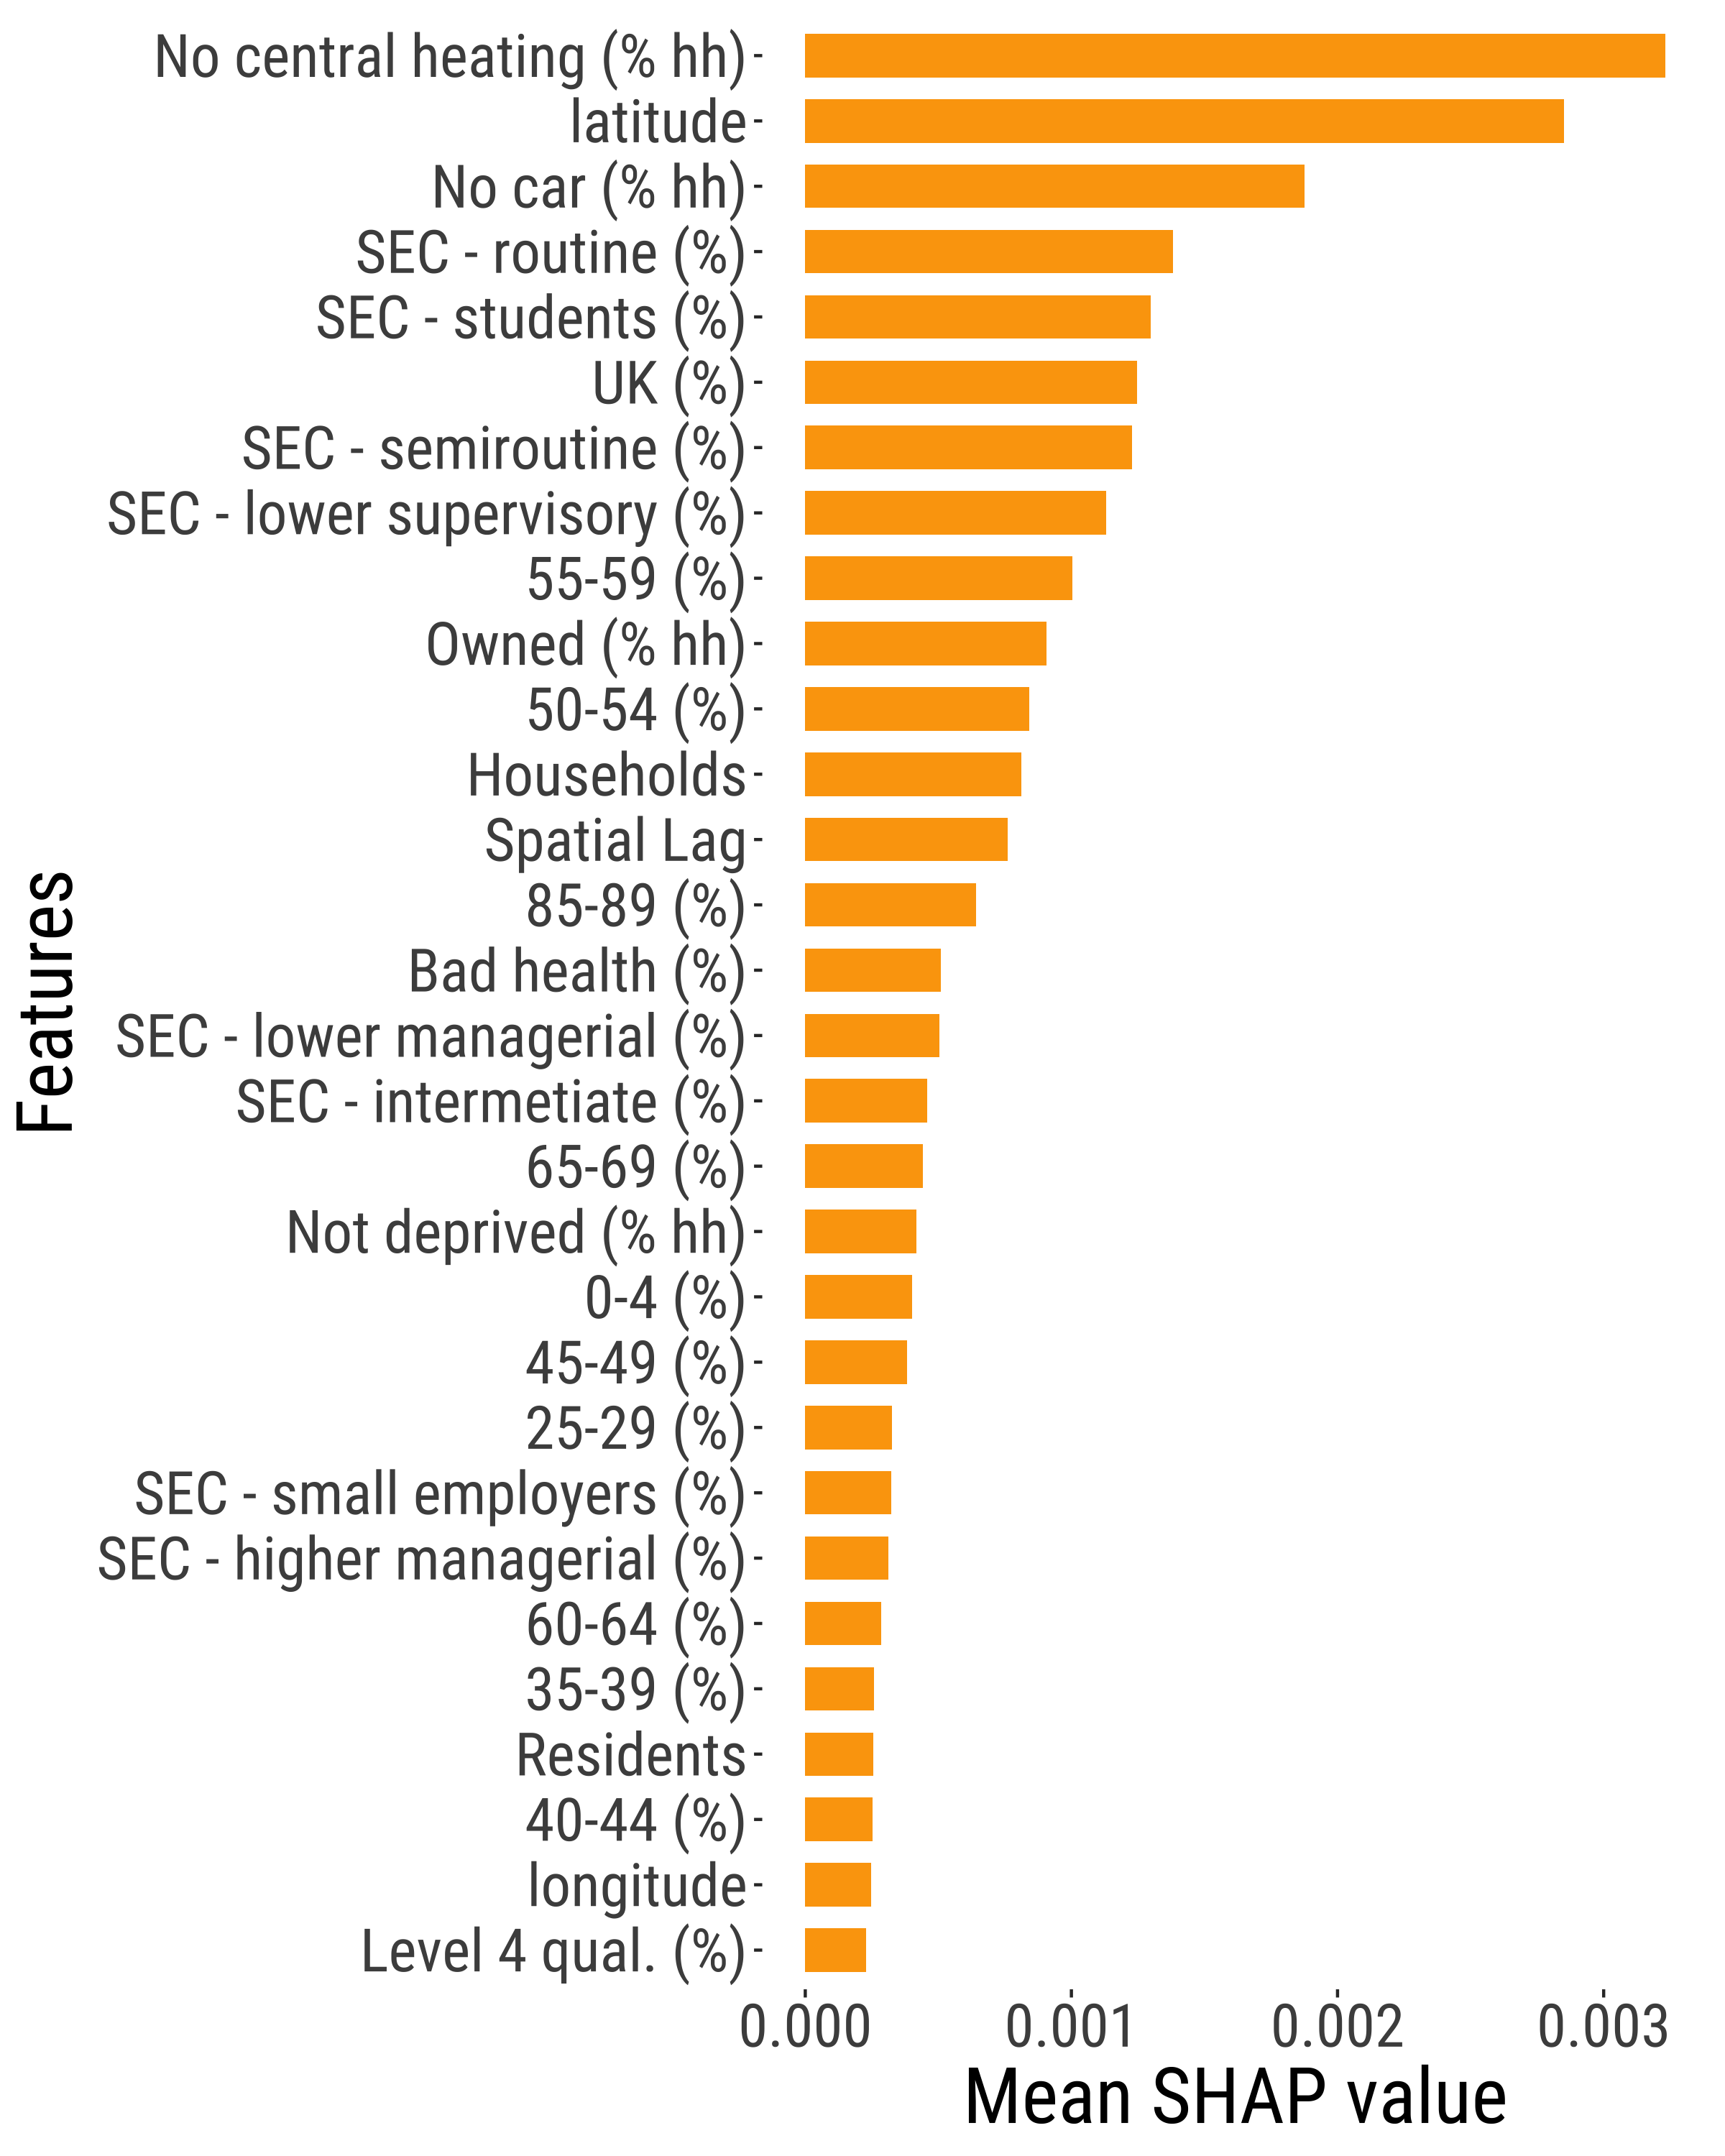 No central heating (% hh)
latitude
No car (% hh)
SEC - routine (%)
SEC - students (%)
UK (%)
SEC - semiroutine (%)
SEC - lower supervisory (%)
55-59 (%)
Owned (% hh)
50-54 (%)
Households
Spatial Lag
85-89 (%)
Bad health (%)
SEC - lower managerial (%)
SEC - intermetiate (%)
65-69 (%)
Not deprived (% hh)
0-4 (%)
45-49 (%)
25-29 (%)
SEC - small employers (%)
SEC - higher managerial (%)
60-64 (%)
35-39 (%)
Residents
40-44 (%)
longitude
Level 4 qual. (%)
Features
0.000 0.001 0.002 0.003
Mean SHAP value